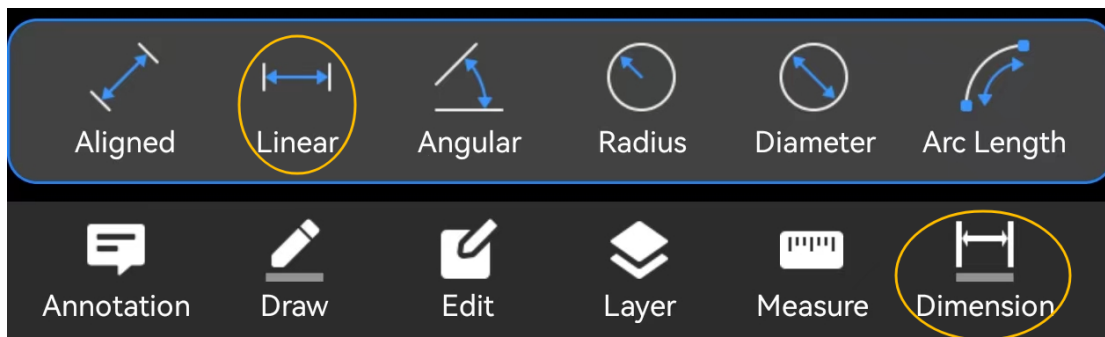 Aligned Linear Angular Radius Diameter Arc Length
Annotation Draw Edit Layer Measure Dimension